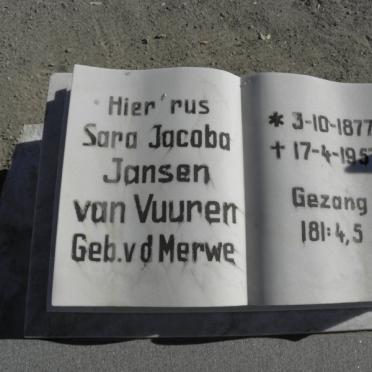 Hier rus
Sara Jacoba
Jansen
van Vuuren
Geb.v d Merwe
* 3-10-1877
† 17-4-195
Gezang
181:4,5